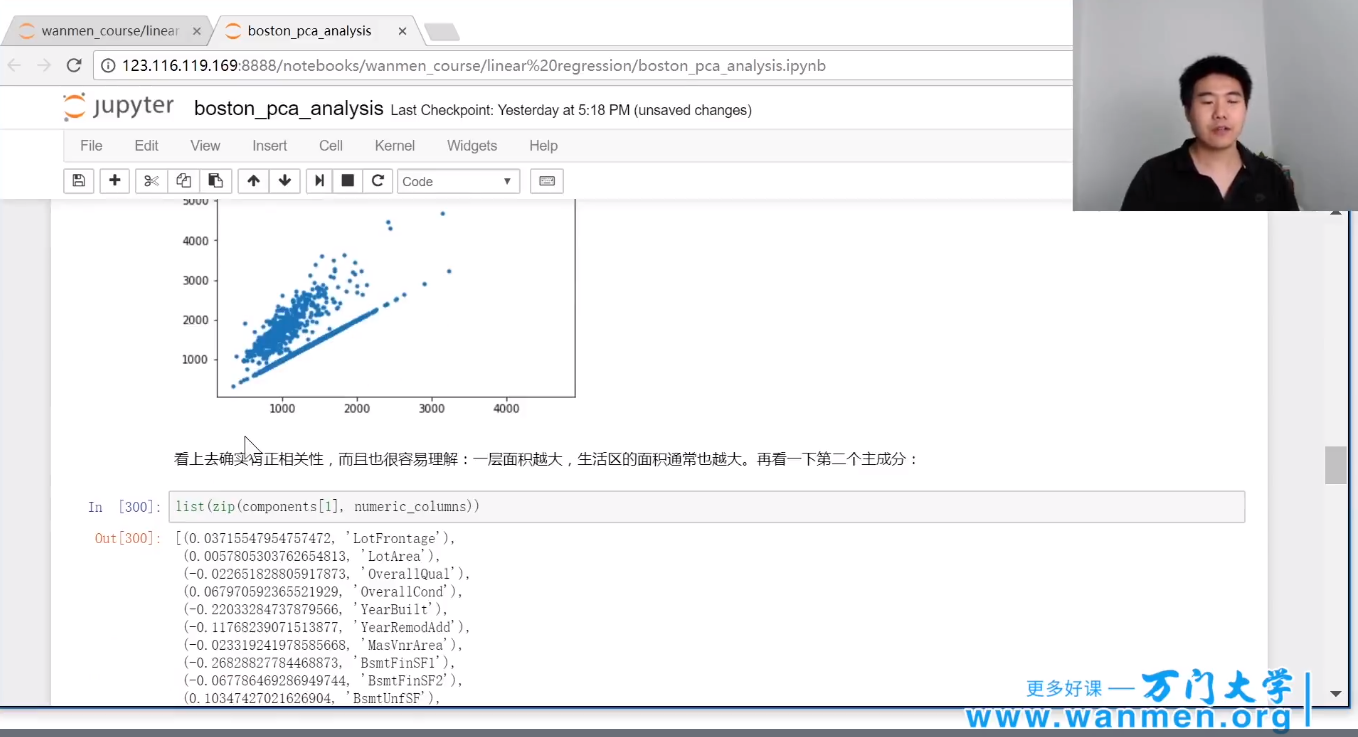 wanmen_course/linear
boston_pca_analysis
123.116.119.169:8888/notebooks/wanmen_course/linear%20regression/boston_pca_analysis.ipynb
jupyter boston_pca_analysis Last Checkpoint: Yesterday at 5:18 PM (unsaved changes)
File Edit View Insert Cell Kernel Widgets Help
Code
5000
4000
3000
2000
1000
1000 2000 3000 4000
看上去确实有正相关性，而且也很容易理解：一层面积越大，生活区的面积通常也越大。再看一下第二个主成分：
In [300]: list(zip(components[1], numeric_columns))
Out[300]: [(0.03715547954757472, 'LotFrontage'),
(0.0057805303762654813, 'LotArea'),
(-0.022651828805917873, 'OverallQual'),
(0.067970592365521929, 'OverallCond'),
(-0.22033284737879566, 'YearBuilt'),
(-0.11768239071513877, 'YearRemodAdd'),
(-0.023319241978585668, 'MasVnrArea'),
(-0.26828827784468873, 'BsmtFinSF1'),
(-0.067786469286949744, 'BsmtFinSF2'),
(0.10347427021626904, 'BsmtUnfSF'),
更多好课 — 万门大学
www.wanmen.org